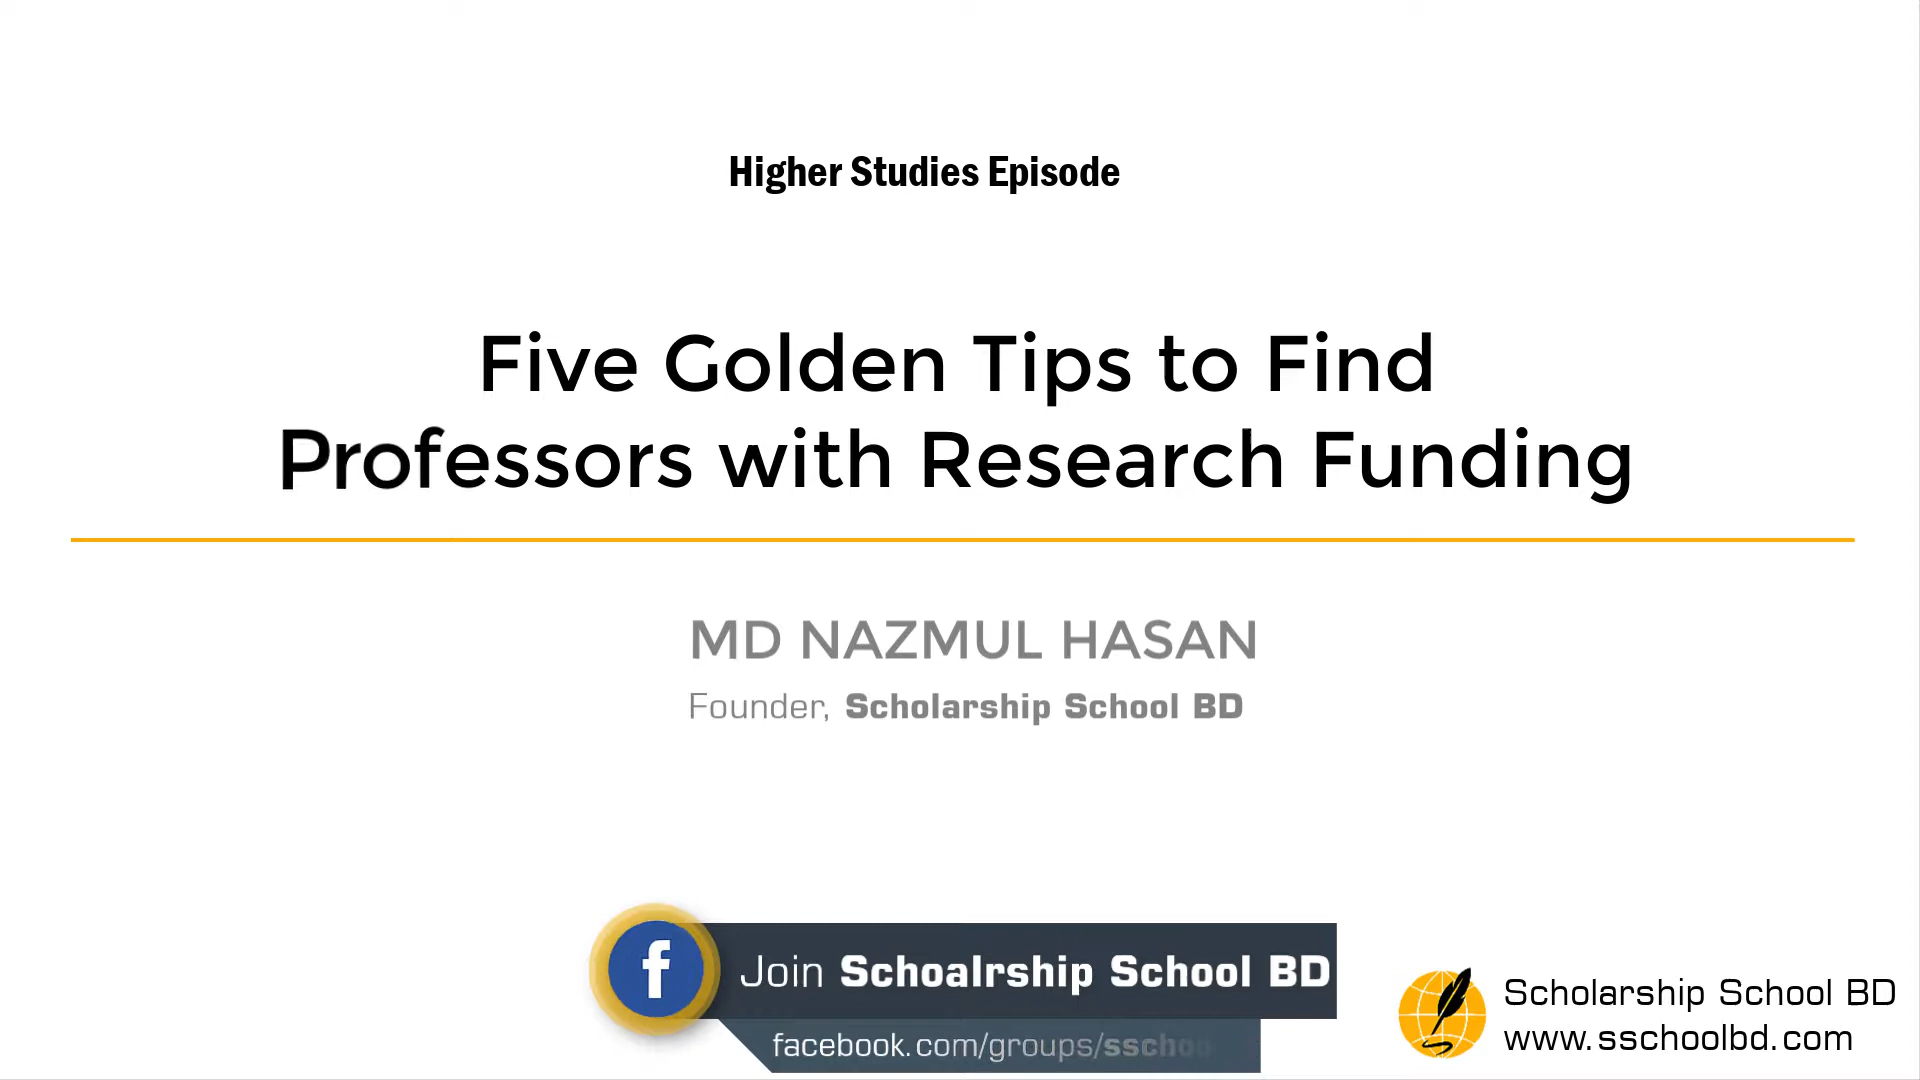 Higher Studies Episode
Five Golden Tips to Find
Professors with Research Funding
MD NAZMUL HASAN
Founder, Scholarship School BD
f
Join Schoalrship School BD
facebook.com/groups/sschoo
Scholarship School BD
www.sschoolbd.com